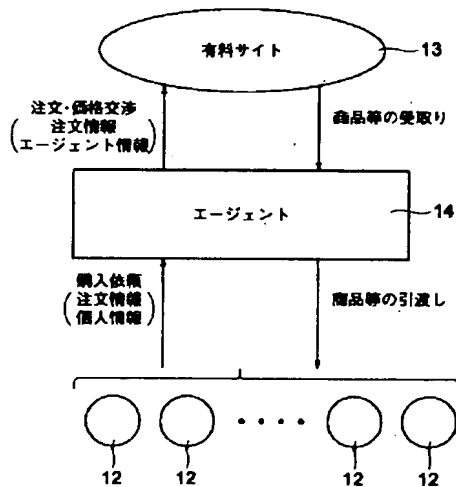 有料サイト
13
注文・価格交渉
注文情報
エージェント情報
商品等の受取り
エージェント
14
購入依頼
注文情報
個人情報
商品等の引渡し
12 12 12 12